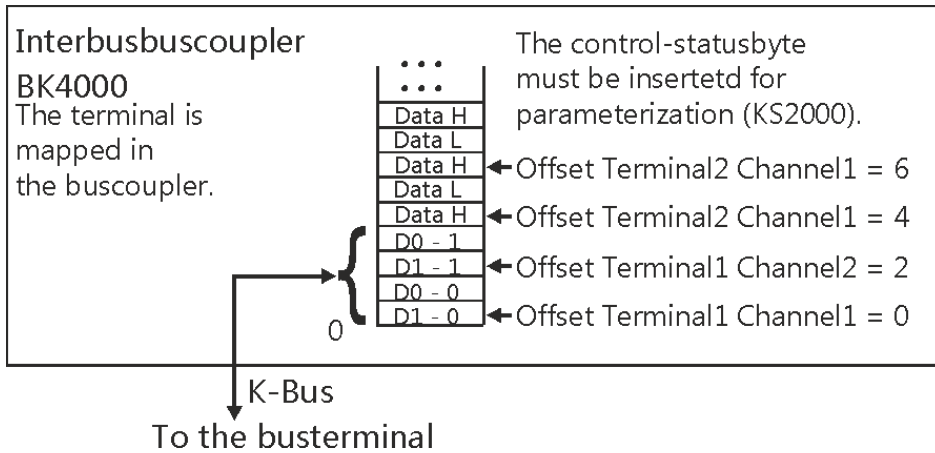 Interbusbuscoupler
BK4000
The terminal is
mapped in
the buscoupler.
The control-statusbyte
must be insertetd for
parameterization (KS2000).
• • •
• • •
Data H
Data L
Data H
Offset Terminal2 Channel1 = 6
Data L
Data H
Offset Terminal2 Channel1 = 4
D0 - 1
D1 - 1
Offset Terminal1 Channel2 = 2
D0 - 0
D1 - 0
Offset Terminal1 Channel1 = 0
0
K-Bus
To the busterminal